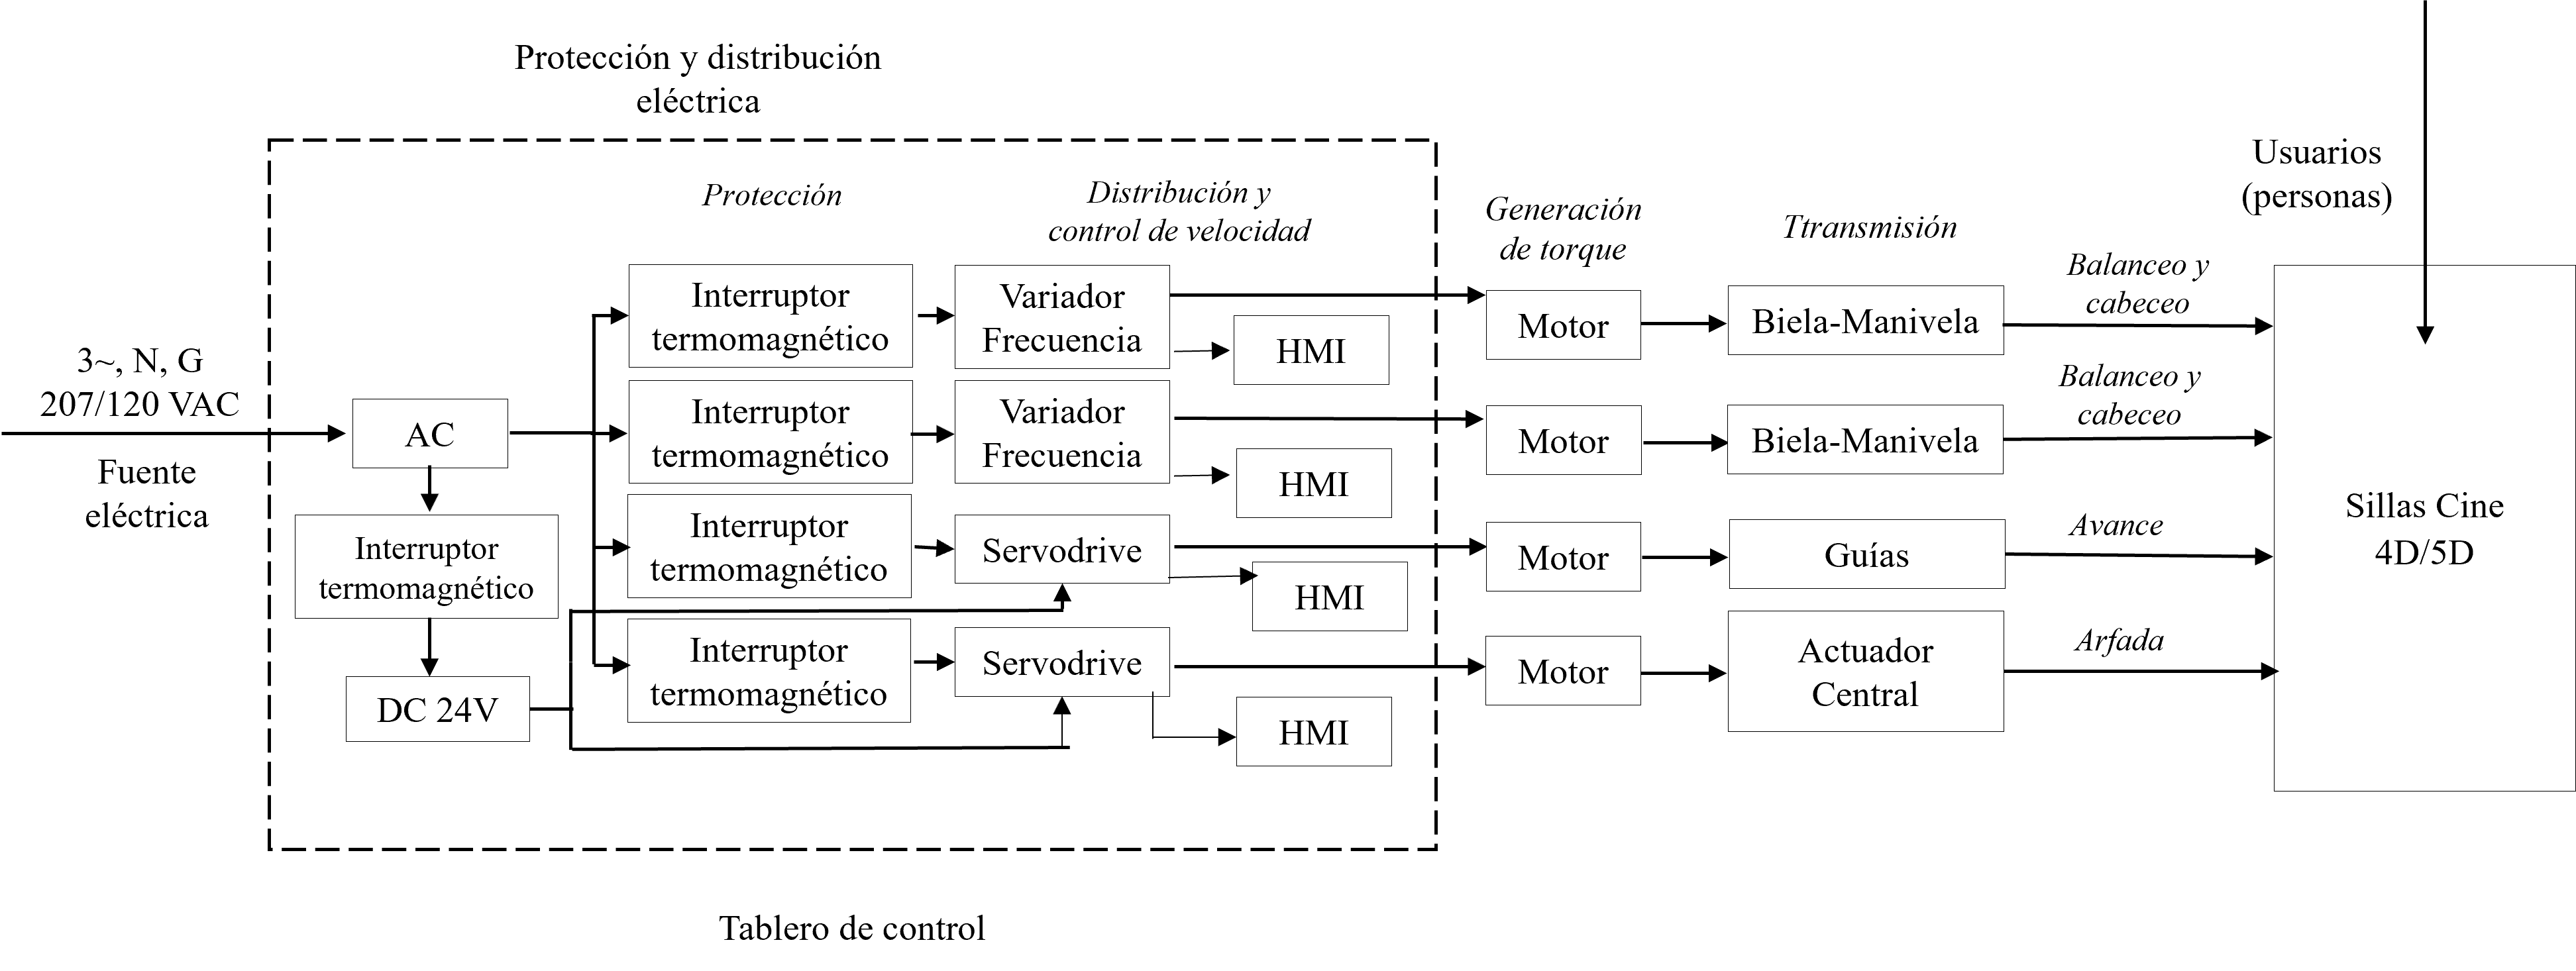 Protección y distribución
eléctrica
Usuarios
(personas)
Protección
Distribución y
control de velocidad
Generación
de torque
Ttransmisión
Balanceo y
cabeceo
3~, N, G
207/120 VAC
Fuente
eléctrica
AC
Interruptor
termomagnético
DC 24V
Interruptor
termomagnético
Variador
Frecuencia
HMI
Motor
Biela-Manivela
Interruptor
termomagnético
Variador
Frecuencia
HMI
Motor
Biela-Manivela
Balanceo y
cabeceo
Interruptor
termomagnético
Servodrive
HMI
Motor
Guías
Avance
Interruptor
termomagnético
Servodrive
HMI
Motor
Actuador
Central
Arfada
Sillas Cine
4D/5D
Tablero de control